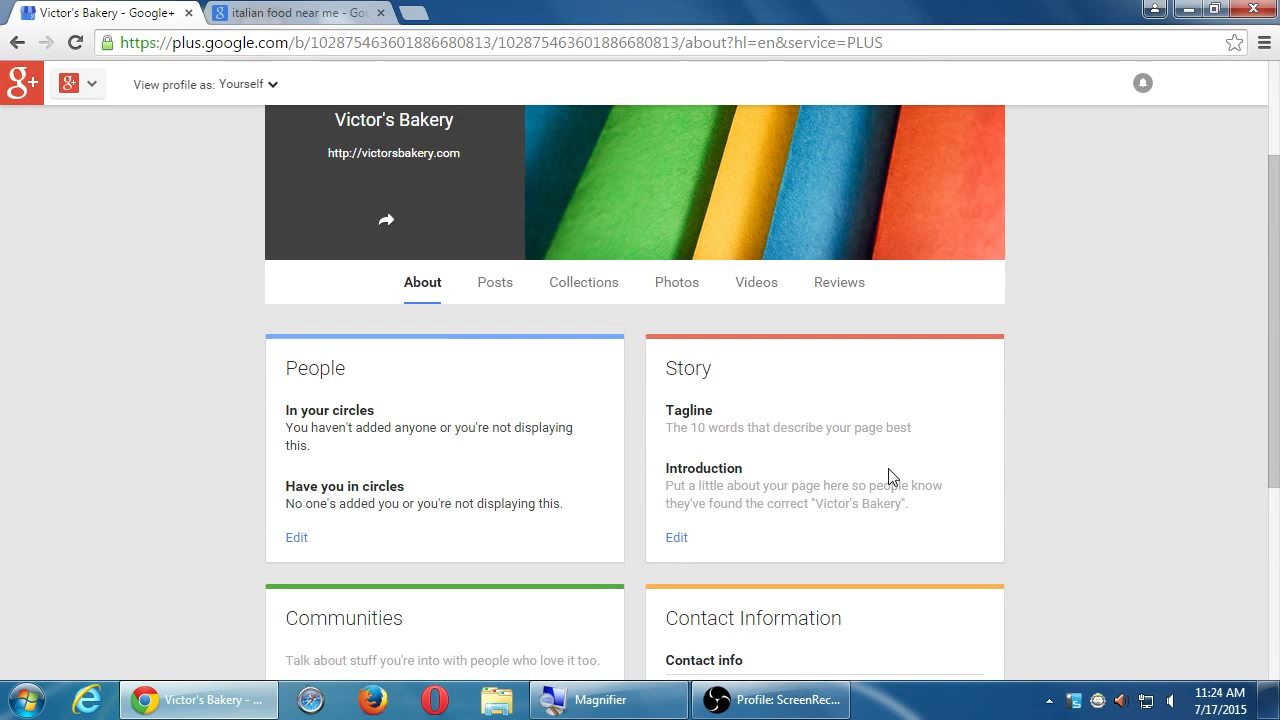 Victor's Bakery - Google+
italian food near me - Go
https://plus.google.com/b/102875463601886680813/102875463601886680813/about?hl=en&service=PLUS
g+
g+
View profile as: Yourself
Victor's Bakery
http://victorsbakery.com
About Posts Collections Photos Videos Reviews
People
In your circles
You haven't added anyone or you're not displaying
this.
Have you in circles
No one's added you or you're not displaying this.
Edit
Story
Tagline
The 10 words that describe your page best
Introduction
Put a little about your page here so people know
they've found the correct "Victor's Bakery".
Edit
Communities
Talk about stuff you're into with people who love it too.
Contact Information
Contact info
Victor's Bakery - ...
Magnifier
Profile: ScreenRec...
11:24 AM
7/17/2015